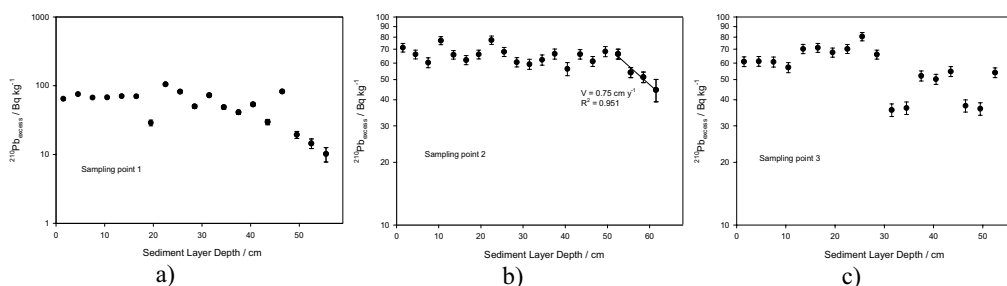 1000
100
10
1
²¹⁰Pb_excess / Bq kg⁻¹
Sampling point 1
0 10 20 30 40 50
Sediment Layer Depth / cm
a)
100
90
80
70
60
50
40
30
20
10
²¹⁰Pb_excess / Bq kg⁻¹
V = 0.75 cm y⁻¹
R² = 0.951
Sampling point 2
0 10 20 30 40 50 60
Sediment Layer Depth / cm
b)
100
90
80
70
60
50
40
30
20
10
²¹⁰Pb_excess / Bq kg⁻¹
Sampling point 3
0 10 20 30 40 50
Sediment Layer Depth / cm
c)